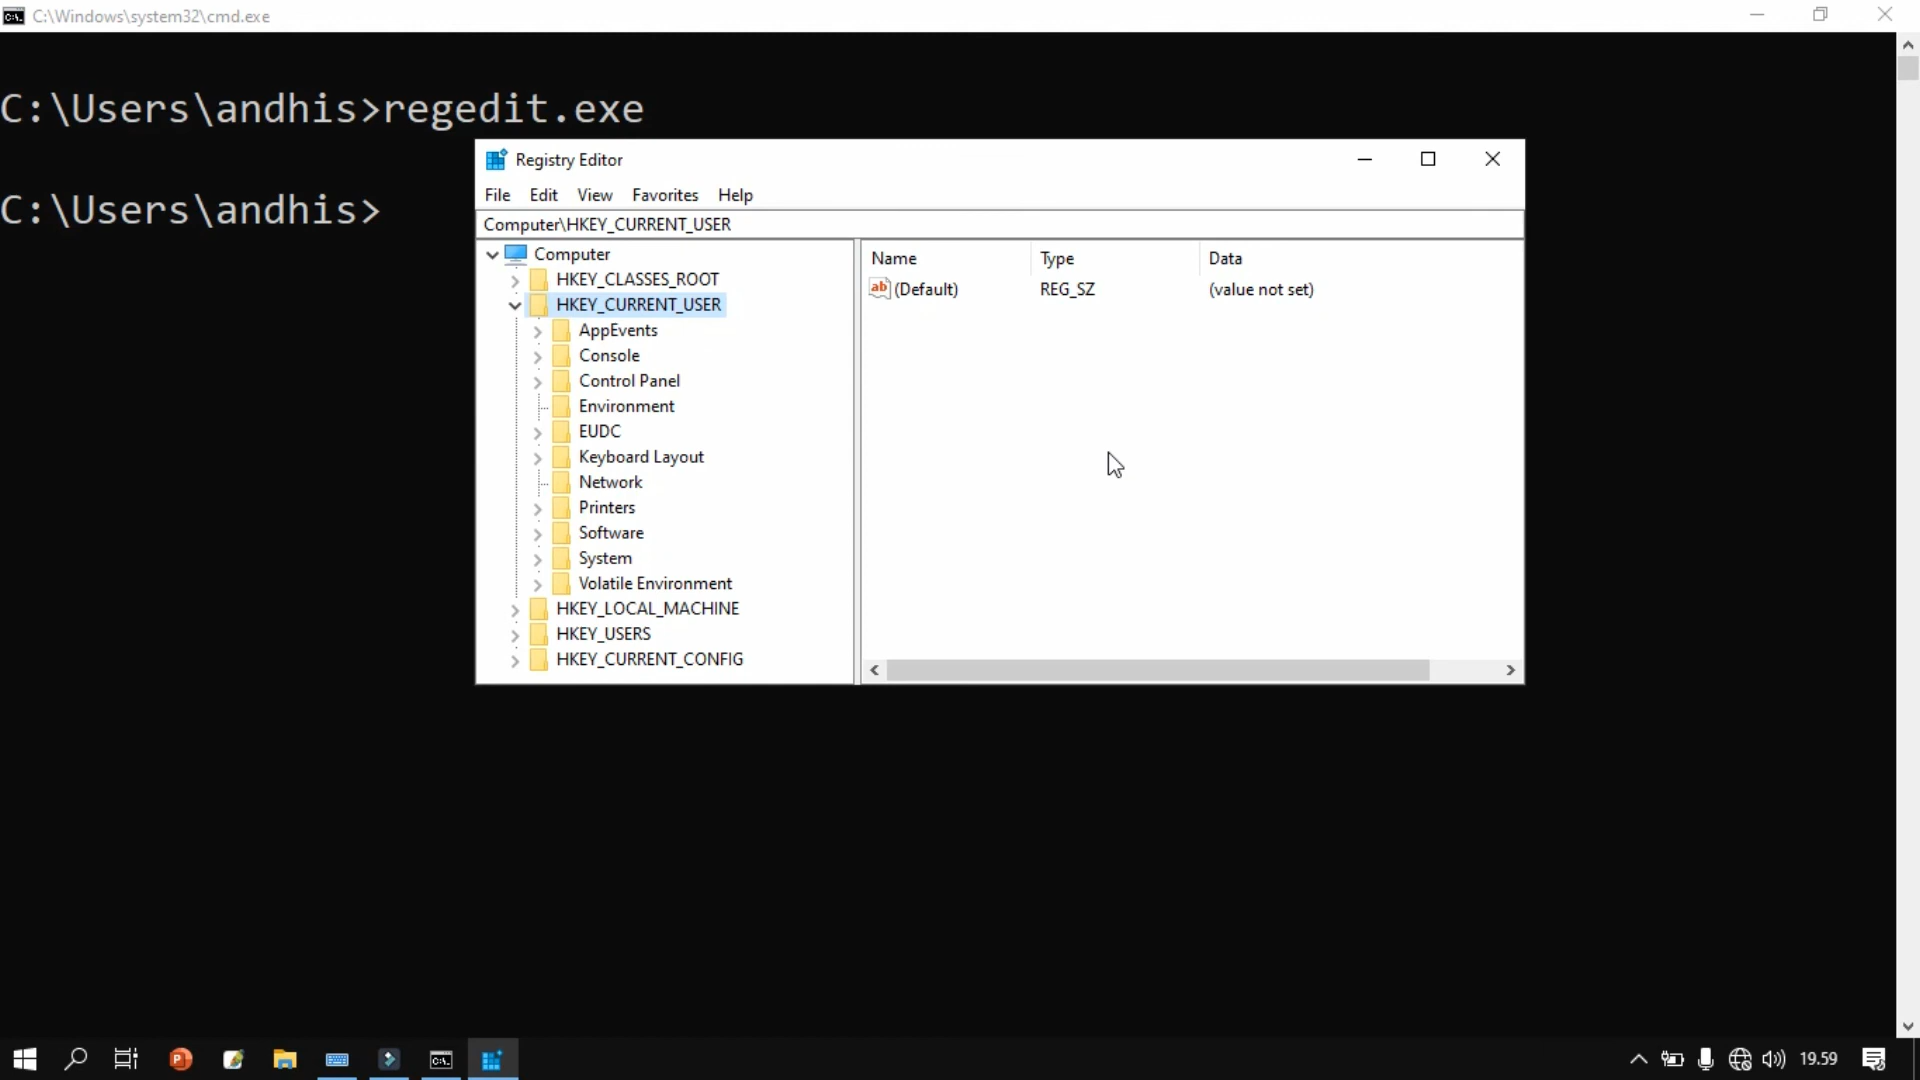 C:\Windows\system32\cmd.exe
C:\Users\andhis>regedit.exe
C:\Users\andhis>
Registry Editor
File Edit View Favorites Help
Computer\HKEY_CURRENT_USER
Computer
HKEY_CLASSES_ROOT
HKEY_CURRENT_USER
AppEvents
Console
Control Panel
Environment
EUDC
Keyboard Layout
Network
Printers
Software
System
Volatile Environment
HKEY_LOCAL_MACHINE
HKEY_USERS
HKEY_CURRENT_CONFIG
Name Type Data
ab (Default) REG_SZ (value not set)
19.59